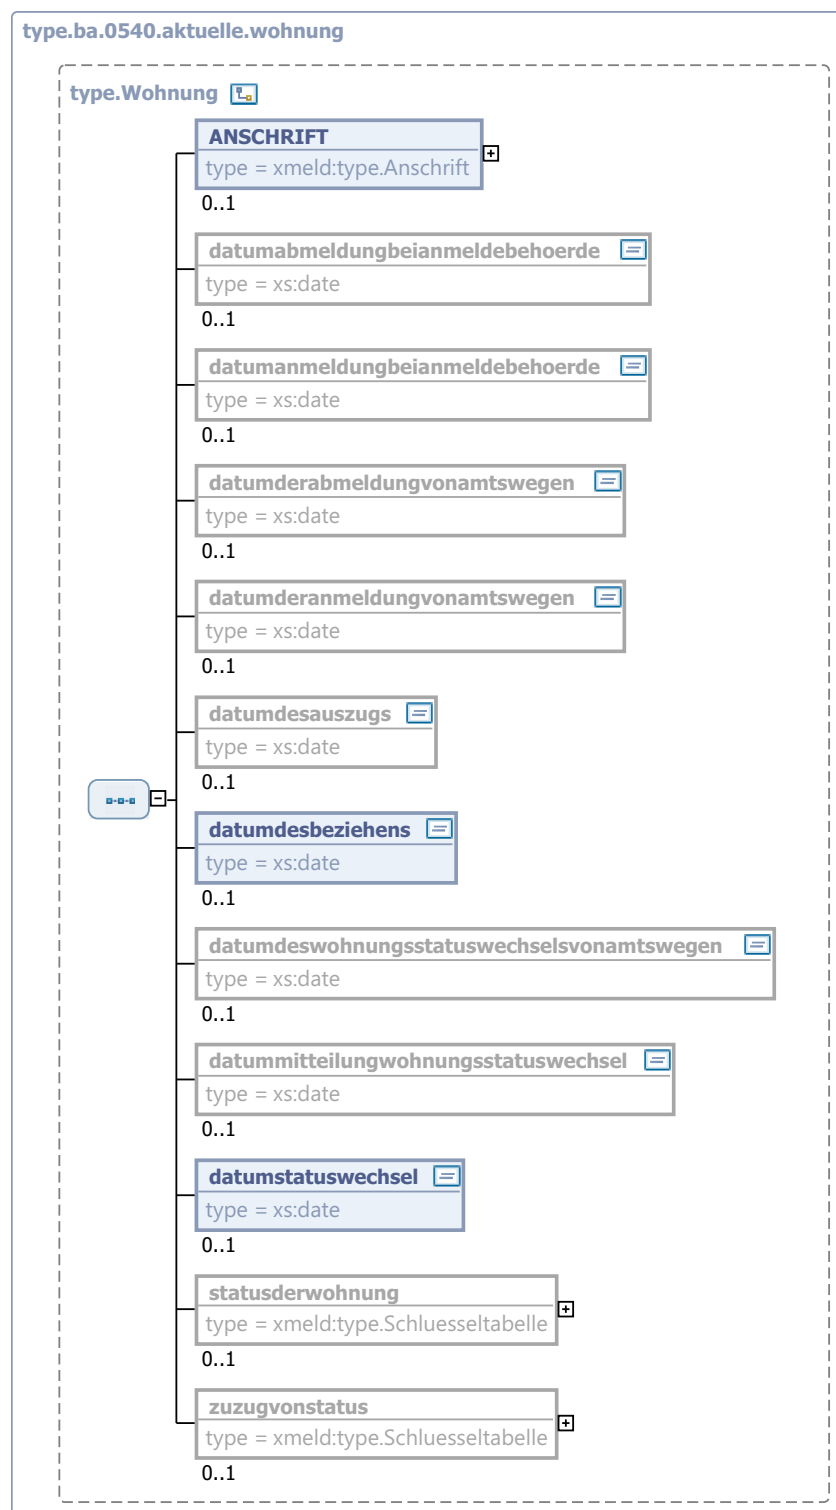 type.ba.0540.aktuelle.wohnung
type.Wohnung
ANSCHRIFT
type = xmeld:type.Anschrift
0..1
datumabmeldungbeianmeldebehoerde
type = xs:date
0..1
datumanmeldungbeianmeldebehoerde
type = xs:date
0..1
datumderabmeldungvonamtswegen
type = xs:date
0..1
datumderanmeldungvonamtswegen
type = xs:date
0..1
datumdesauszugs
type = xs:date
0..1
datumdesbeziehens
type = xs:date
0..1
datumdeswohnungsstatuswechselsvonamtswegen
type = xs:date
0..1
datummitteilungwohnungsstatuswechsel
type = xs:date
0..1
datumstatuswechsel
type = xs:date
0..1
statusderwohnung
type = xmeld:type.Schluesseltabelle
0..1
zuzugvonstatus
type = xmeld:type.Schluesseltabelle
0..1